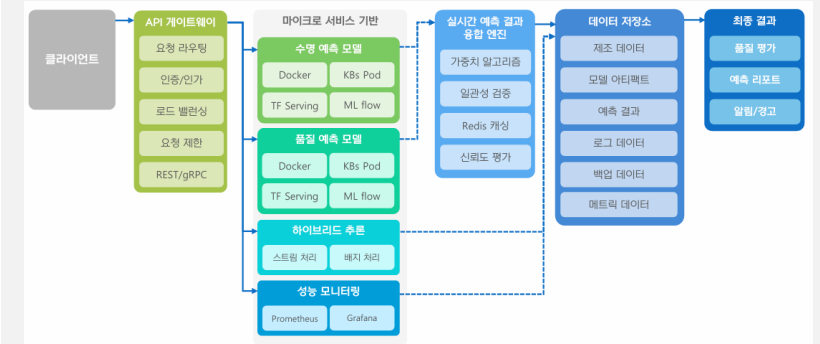 클라이언트
API 게이트웨이
요청 라우팅
인증/인가
로드 밸런싱
요청 제한
REST/gRPC
마이크로 서비스 기반
수명 예측 모델
Docker
K8s Pod
TF Serving
ML flow
품질 예측 모델
Docker
K8s Pod
TF Serving
ML flow
하이브리드 추론
스트림 처리
배지 처리
성능 모니터링
Prometheus
Grafana
실시간 예측 결과
융합 엔진
가중치 알고리즘
일관성 검증
Redis 캐싱
신뢰도 평가
데이터 저장소
제조 데이터
모델 아티팩트
예측 결과
로그 데이터
백업 데이터
메트릭 데이터
최종 결과
품질 평가
예측 리포트
알림/경고